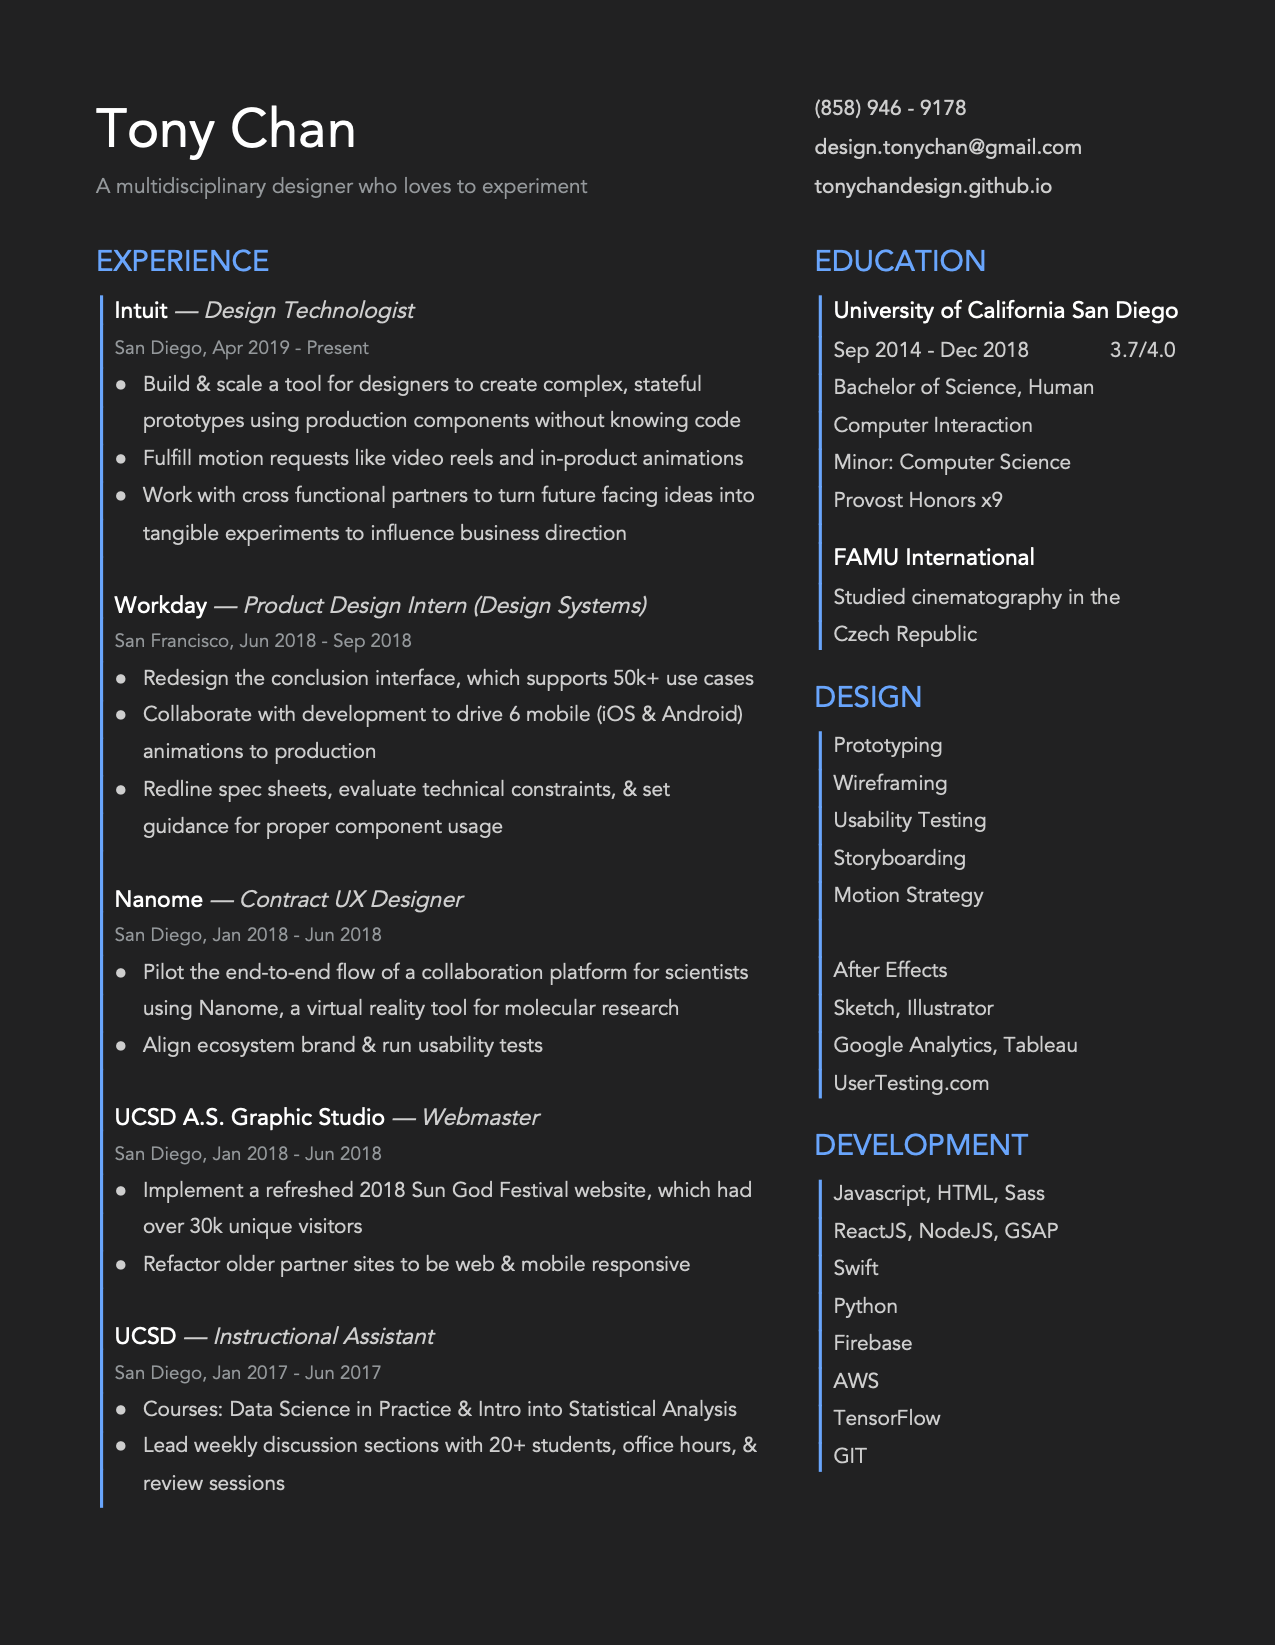 Tony Chan
A multidisciplinary designer who loves to experiment
(858) 946 - 9178
design.tonychan@gmail.com
tonychandesign.github.io
EXPERIENCE
Intuit — Design Technologist
San Diego, Apr 2019 - Present
● Build & scale a tool for designers to create complex, stateful
prototypes using production components without knowing code
● Fulfill motion requests like video reels and in-product animations
● Work with cross functional partners to turn future facing ideas into
tangible experiments to influence business direction
Workday — Product Design Intern (Design Systems)
San Francisco, Jun 2018 - Sep 2018
● Redesign the conclusion interface, which supports 50k+ use cases
● Collaborate with development to drive 6 mobile (iOS & Android)
animations to production
● Redline spec sheets, evaluate technical constraints, & set
guidance for proper component usage
Nanome — Contract UX Designer
San Diego, Jan 2018 - Jun 2018
● Pilot the end-to-end flow of a collaboration platform for scientists
using Nanome, a virtual reality tool for molecular research
● Align ecosystem brand & run usability tests
UCSD A.S. Graphic Studio — Webmaster
San Diego, Jan 2018 - Jun 2018
● Implement a refreshed 2018 Sun God Festival website, which had
over 30k unique visitors
● Refactor older partner sites to be web & mobile responsive
UCSD — Instructional Assistant
San Diego, Jan 2017 - Jun 2017
● Courses: Data Science in Practice & Intro into Statistical Analysis
● Lead weekly discussion sections with 20+ students, office hours, &
review sessions
EDUCATION
University of California San Diego
Sep 2014 - Dec 2018 3.7/4.0
Bachelor of Science, Human
Computer Interaction
Minor: Computer Science
Provost Honors x9
FAMU International
Studied cinematography in the
Czech Republic
DESIGN
Prototyping
Wireframing
Usability Testing
Storyboarding
Motion Strategy
After Effects
Sketch, Illustrator
Google Analytics, Tableau
UserTesting.com
DEVELOPMENT
Javascript, HTML, Sass
ReactJS, NodeJS, GSAP
Swift
Python
Firebase
AWS
TensorFlow
GIT